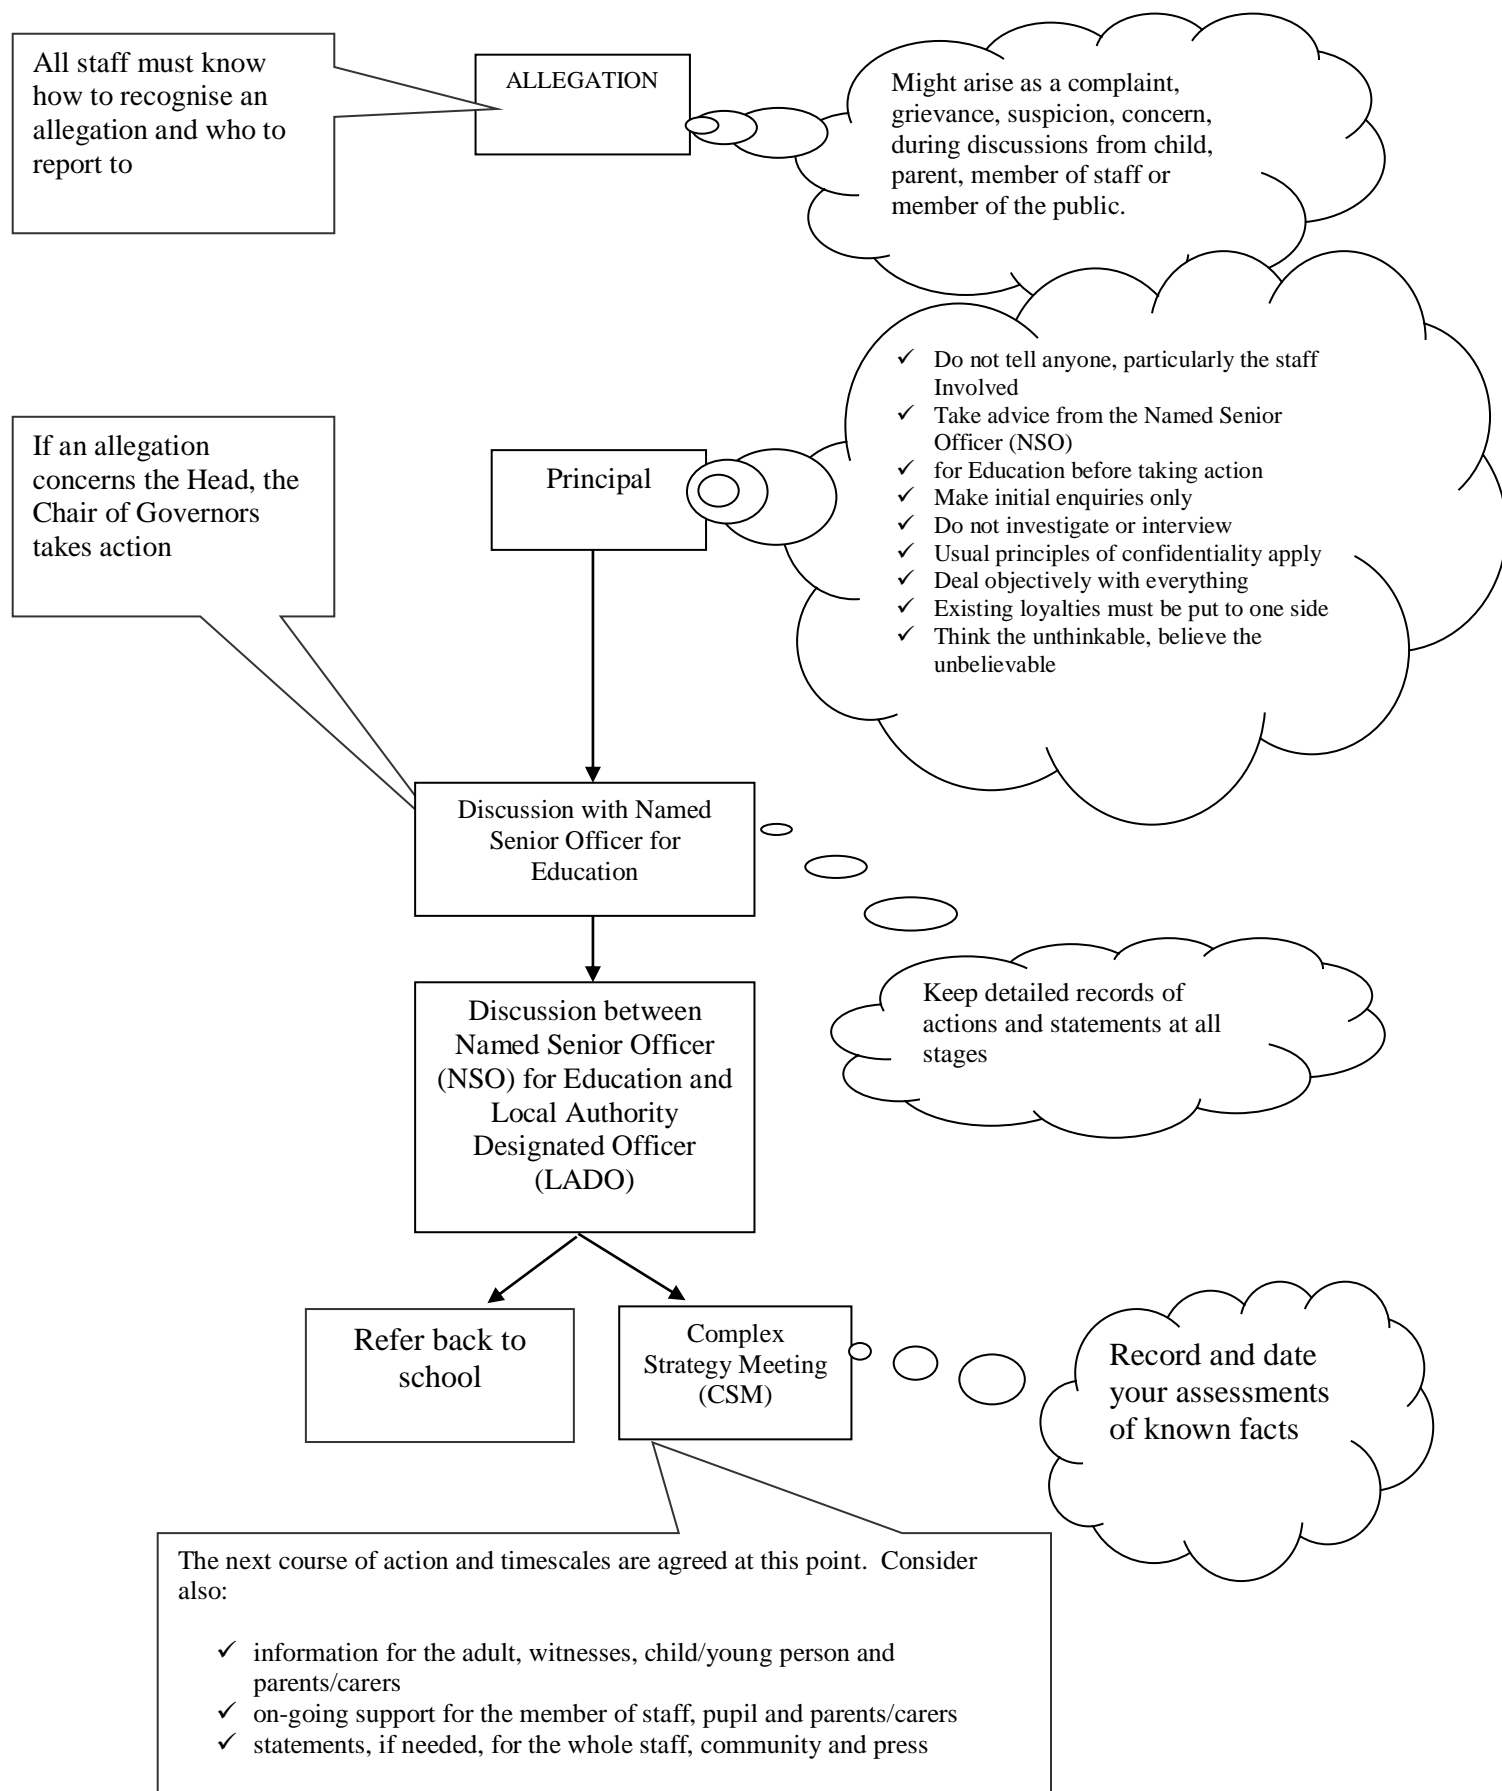 All staff must know
how to recognise an
allegation and who to
report to
ALLEGATION
Might arise as a complaint,
grievance, suspicion, concern,
during discussions from child,
parent, member of staff or
member of the public.
✓ Do not tell anyone, particularly the staff
Involved
✓ Take advice from the Named Senior
Officer (NSO)
✓ for Education before taking action
✓ Make initial enquiries only
✓ Do not investigate or interview
✓ Usual principles of confidentiality apply
✓ Deal objectively with everything
✓ Existing loyalties must be put to one side
✓ Think the unthinkable, believe the
unbelievable
If an allegation
concerns the Head, the
Chair of Governors
takes action
Principal
Discussion with Named
Senior Officer for
Education
Keep detailed records of
actions and statements at all
stages
Discussion between
Named Senior Officer
(NSO) for Education and
Local Authority
Designated Officer
(LADO)
Refer back to
school
Complex
Strategy Meeting
(CSM)
Record and date
your assessments
of known facts
The next course of action and timescales are agreed at this point.  Consider
also:
✓ information for the adult, witnesses, child/young person and
parents/carers
✓ on-going support for the member of staff, pupil and parents/carers
✓ statements, if needed, for the whole staff, community and press